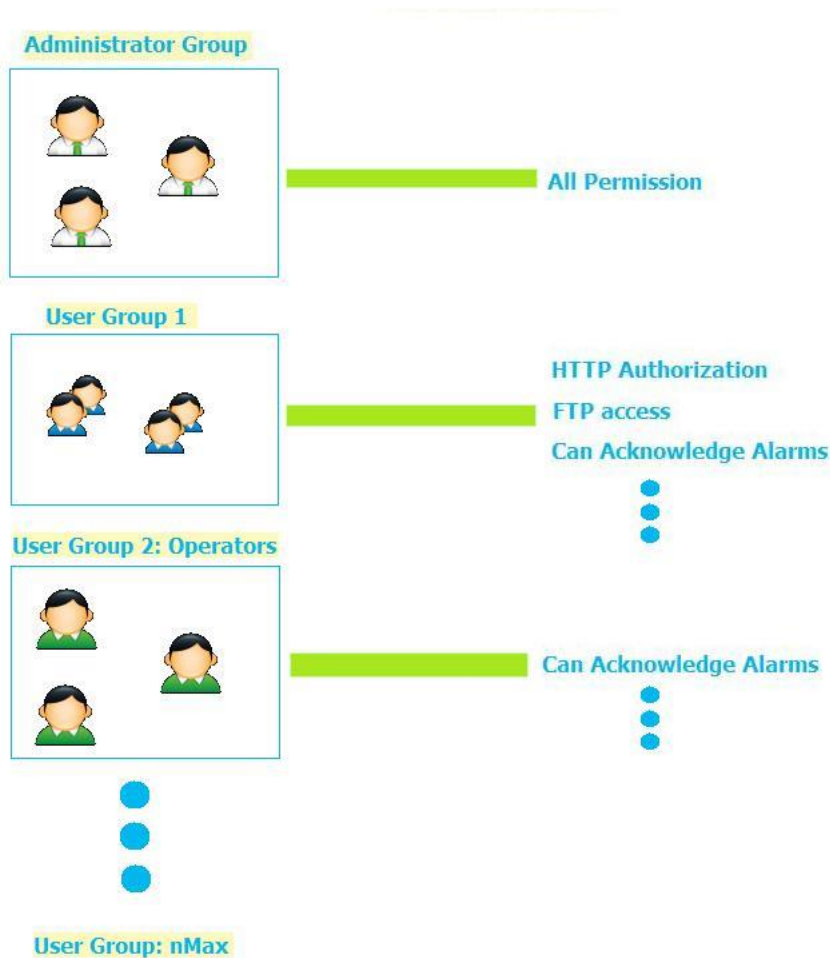 Administrator Group
All Permission
User Group 1
HTTP Authorization
FTP access
Can Acknowledge Alarms
User Group 2: Operators
Can Acknowledge Alarms
User Group: nMax